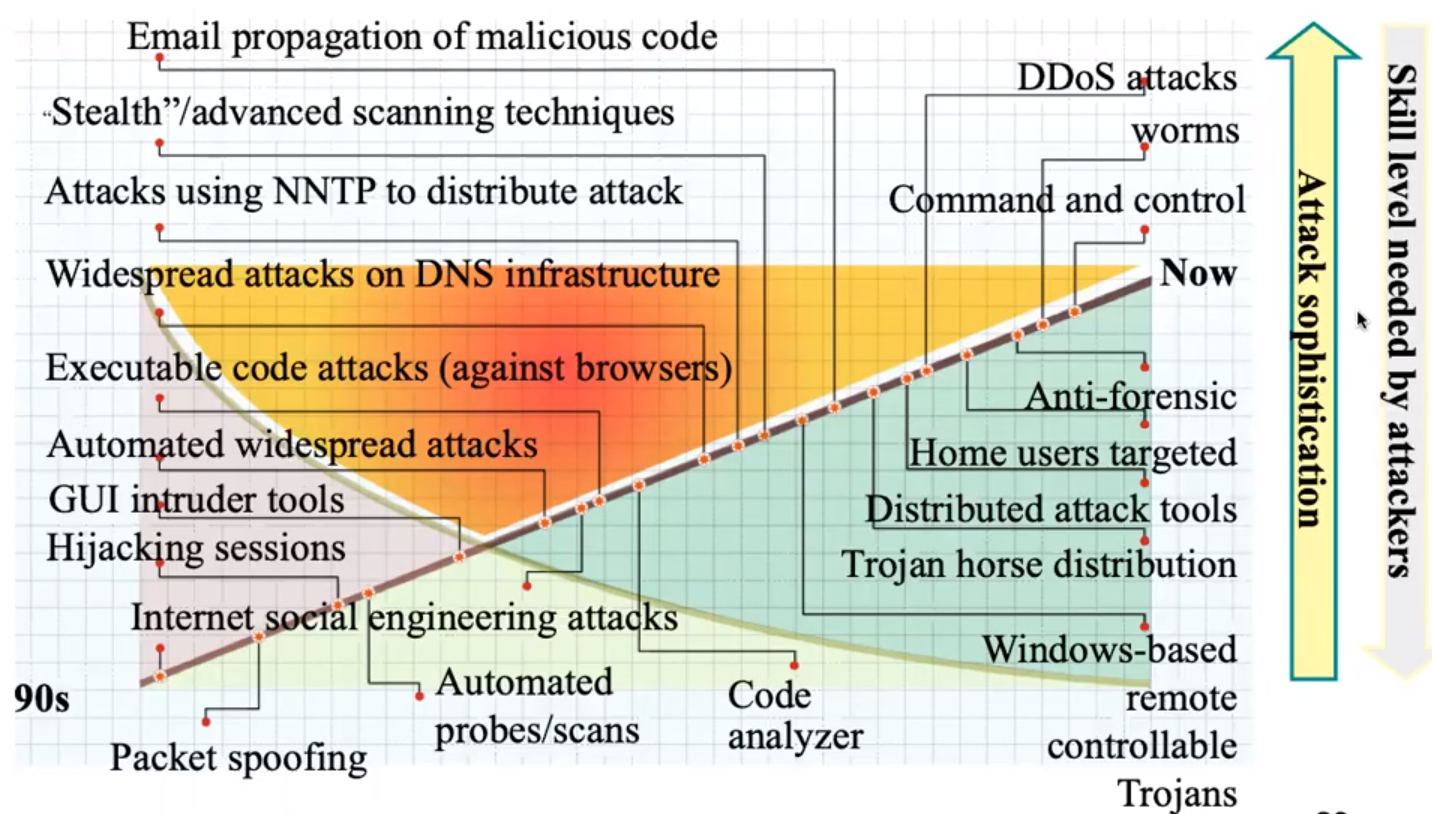 Email propagation of malicious code
“Stealth”/advanced scanning techniques
Attacks using NNTP to distribute attack
Widespread attacks on DNS infrastructure
Executable code attacks (against browsers)
Automated widespread attacks
GUI intruder tools
Hijacking sessions
Internet social engineering attacks
90s
Packet spoofing
Automated
probes/scans
Code
analyzer
DDoS attacks
worms
Command and control
Now
Anti-forensic
Home users targeted
Distributed attack tools
Trojan horse distribution
Windows-based
remote
controllable
Trojans
Attack sophistication
Skill level needed by attackers